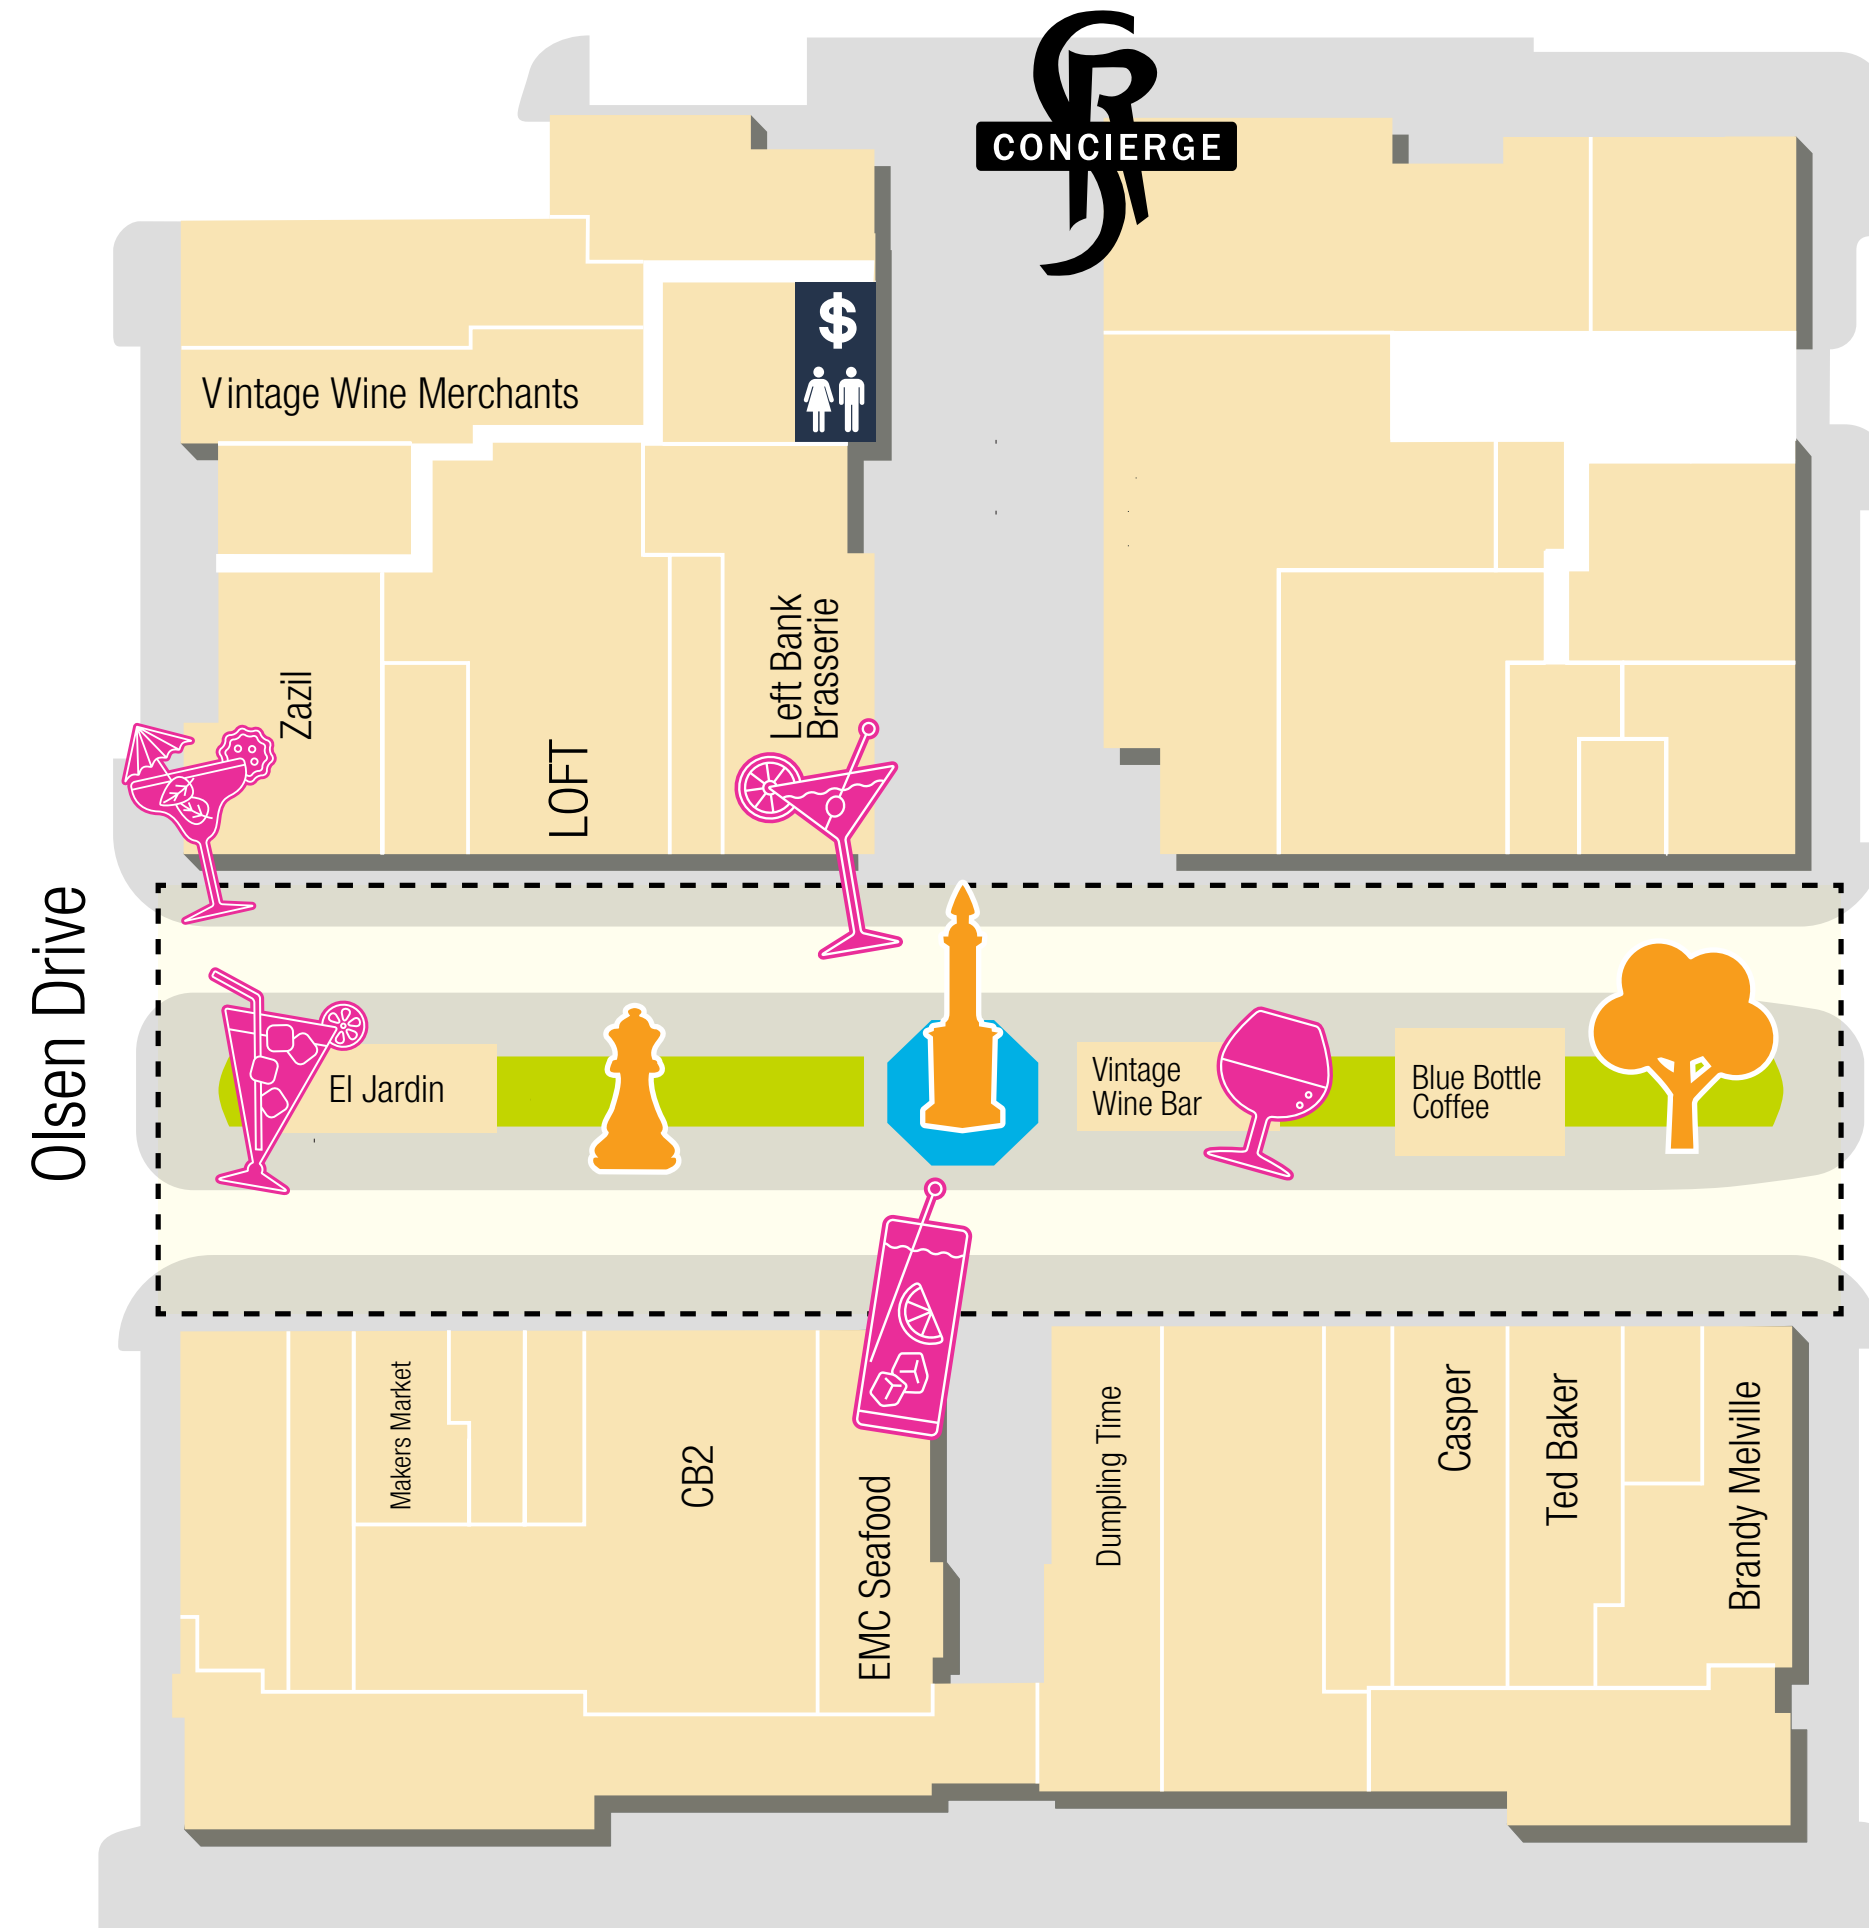 CONCIERGE
$
Vintage Wine Merchants
Zazil
LOFT
Left Bank
Brasserie
Olsen Drive
El Jardin
Vintage
Wine Bar
Blue Bottle
Coffee
Makers Market
CB2
EMC Seafood
Dumpling Time
Casper
Ted Baker
Brandy Melville